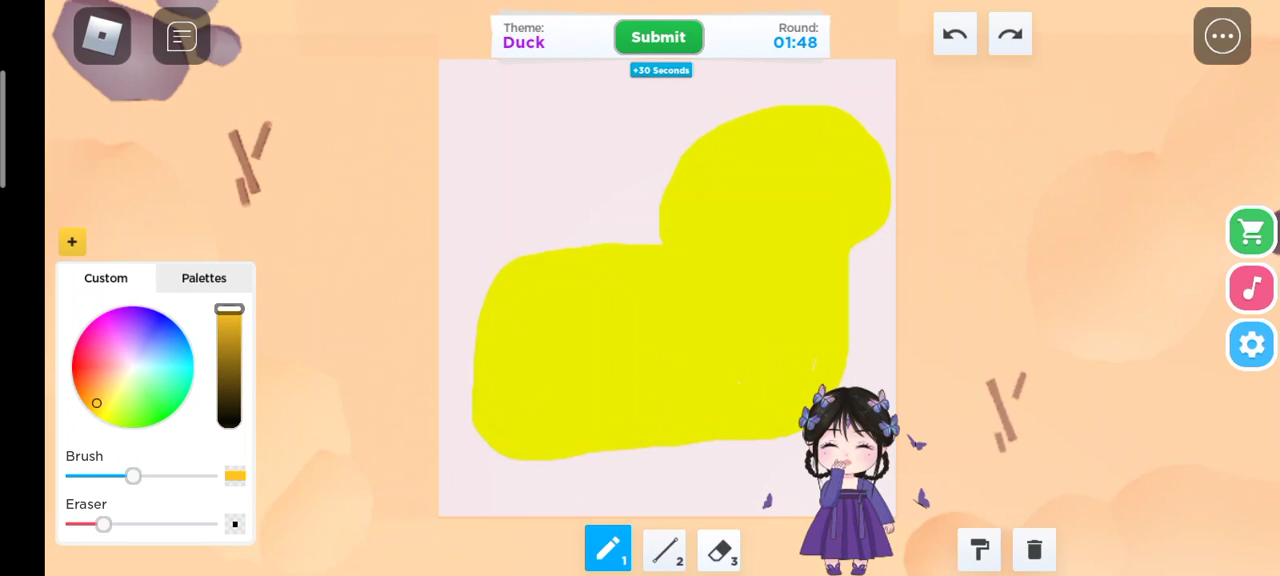 Theme:
Duck
Submit
Round:
01:48
+30 Seconds
+
Custom
Palettes
Brush
Eraser
1
2
3